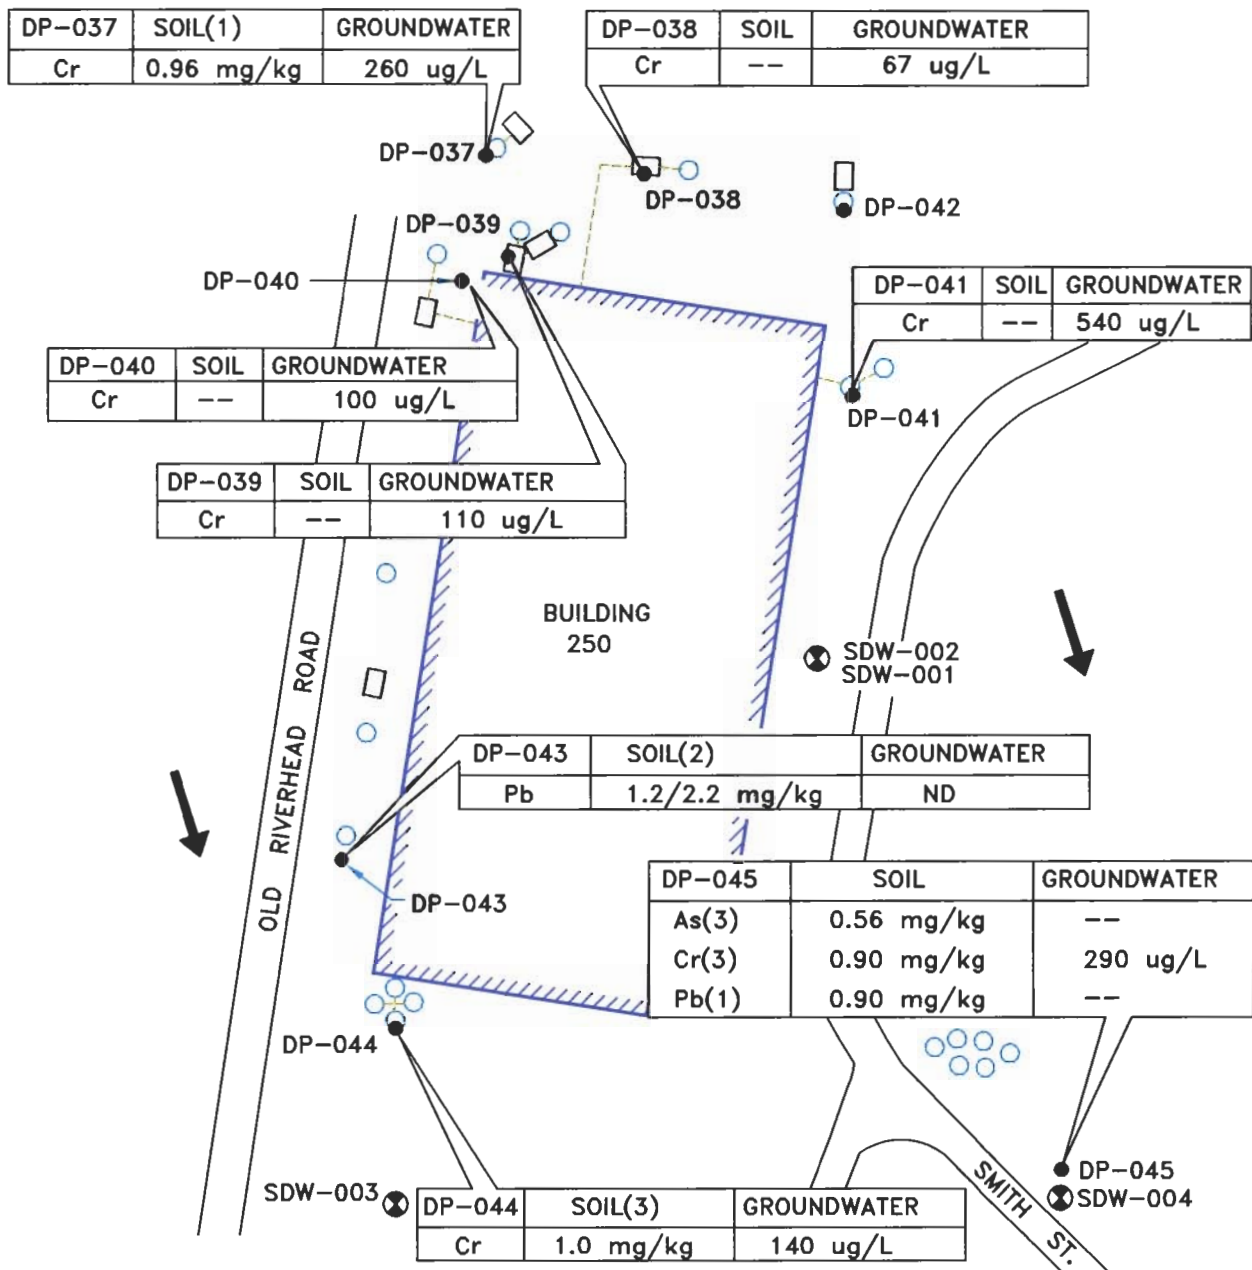 DP-037 SOIL(1) GROUNDWATER
Cr 0.96 mg/kg 260 ug/L
DP-038 SOIL GROUNDWATER
Cr -- 67 ug/L
DP-037
DP-038
DP-042
DP-039
DP-040
DP-041 SOIL GROUNDWATER
Cr -- 540 ug/L
DP-040 SOIL GROUNDWATER
Cr -- 100 ug/L
DP-041
DP-039 SOIL GROUNDWATER
Cr -- 110 ug/L
BUILDING
250
SDW-002
SDW-001
OLD RIVERHEAD ROAD
DP-043 SOIL(2) GROUNDWATER
Pb 1.2/2.2 mg/kg ND
DP-043
DP-045 SOIL GROUNDWATER
As(3) 0.56 mg/kg --
Cr(3) 0.90 mg/kg 290 ug/L
Pb(1) 0.90 mg/kg --
DP-044
DP-045
SDW-004
SMITH ST.
SDW-003
DP-044 SOIL(3) GROUNDWATER
Cr 1.0 mg/kg 140 ug/L